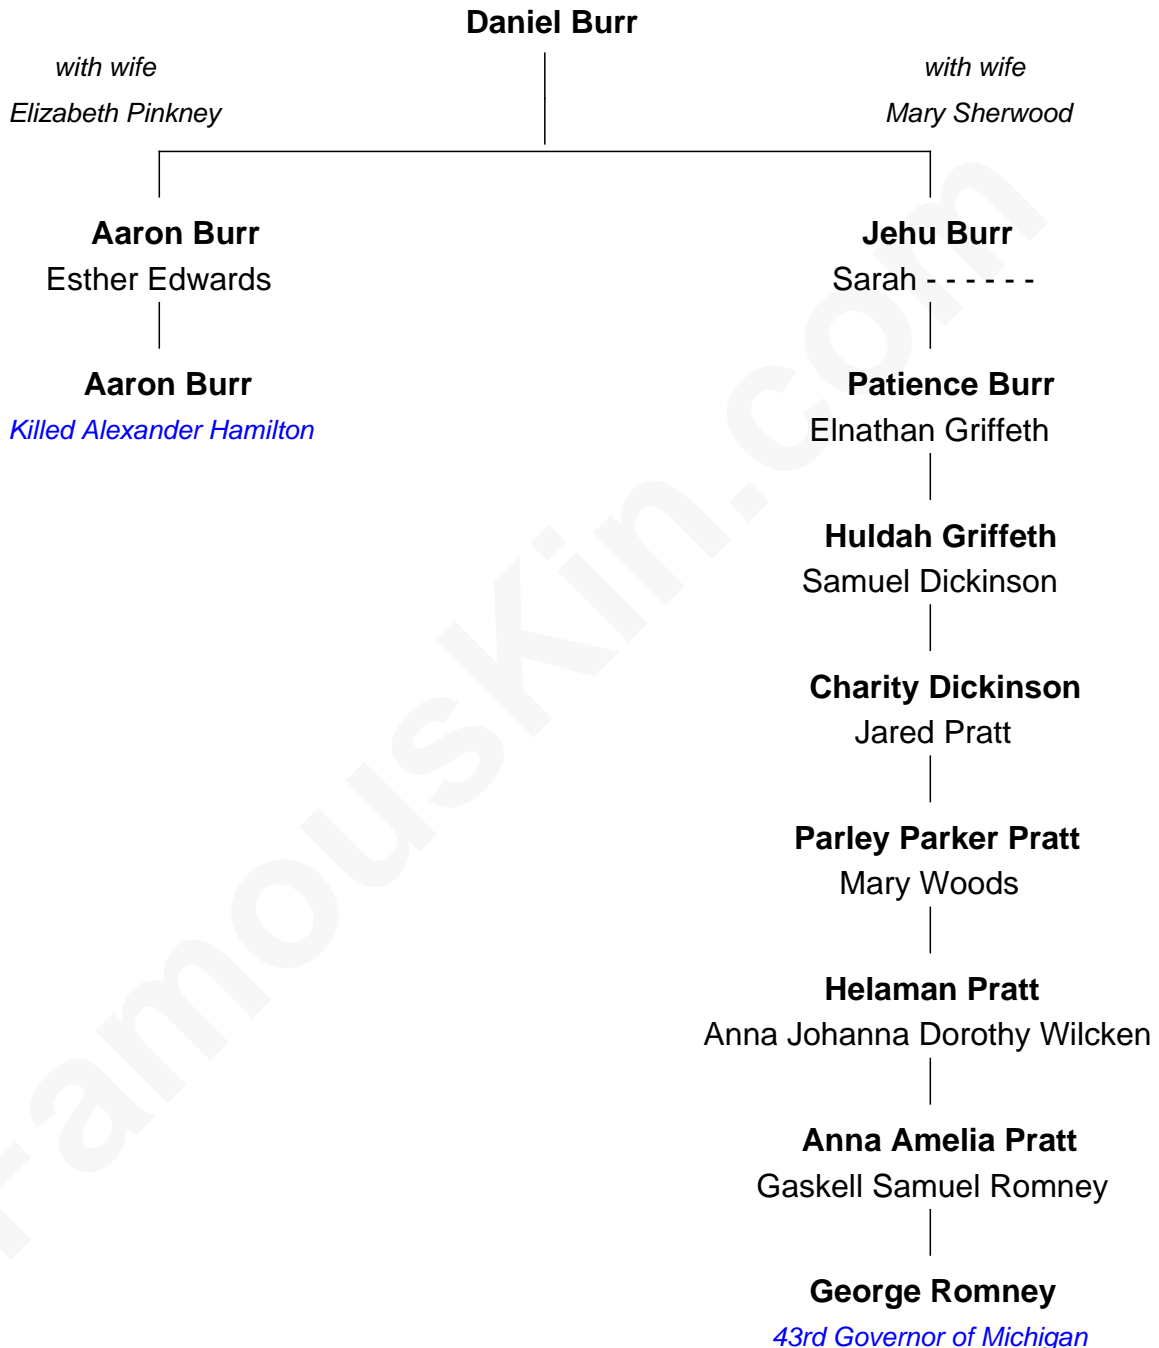 Daniel Burr
with wife
Elizabeth Pinkney
with wife
Mary Sherwood
Aaron Burr
Esther Edwards
Aaron Burr
Killed Alexander Hamilton
Jehu Burr
Sarah - - - - - -
Patience Burr
Elnathan Griffeth
Huldah Griffeth
Samuel Dickinson
Charity Dickinson
Jared Pratt
Parley Parker Pratt
Mary Woods
Helaman Pratt
Anna Johanna Dorothy Wilcken
Anna Amelia Pratt
Gaskell Samuel Romney
George Romney
43rd Governor of Michigan
FamousKin.com